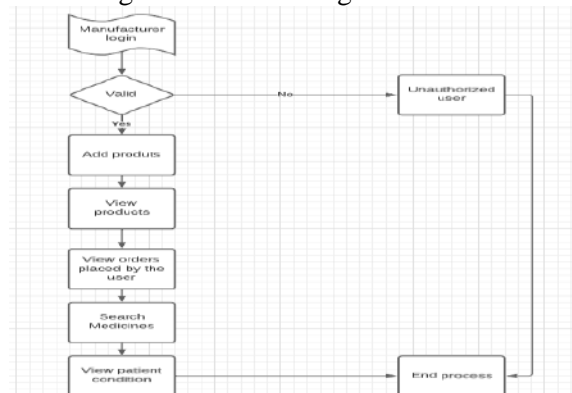 Manufacturer
login
Valid
No
Unauthorized
user
Yes
Add produts
View
products
View orders
placed by the
user
Search
Medicines
View patient
condition
End process